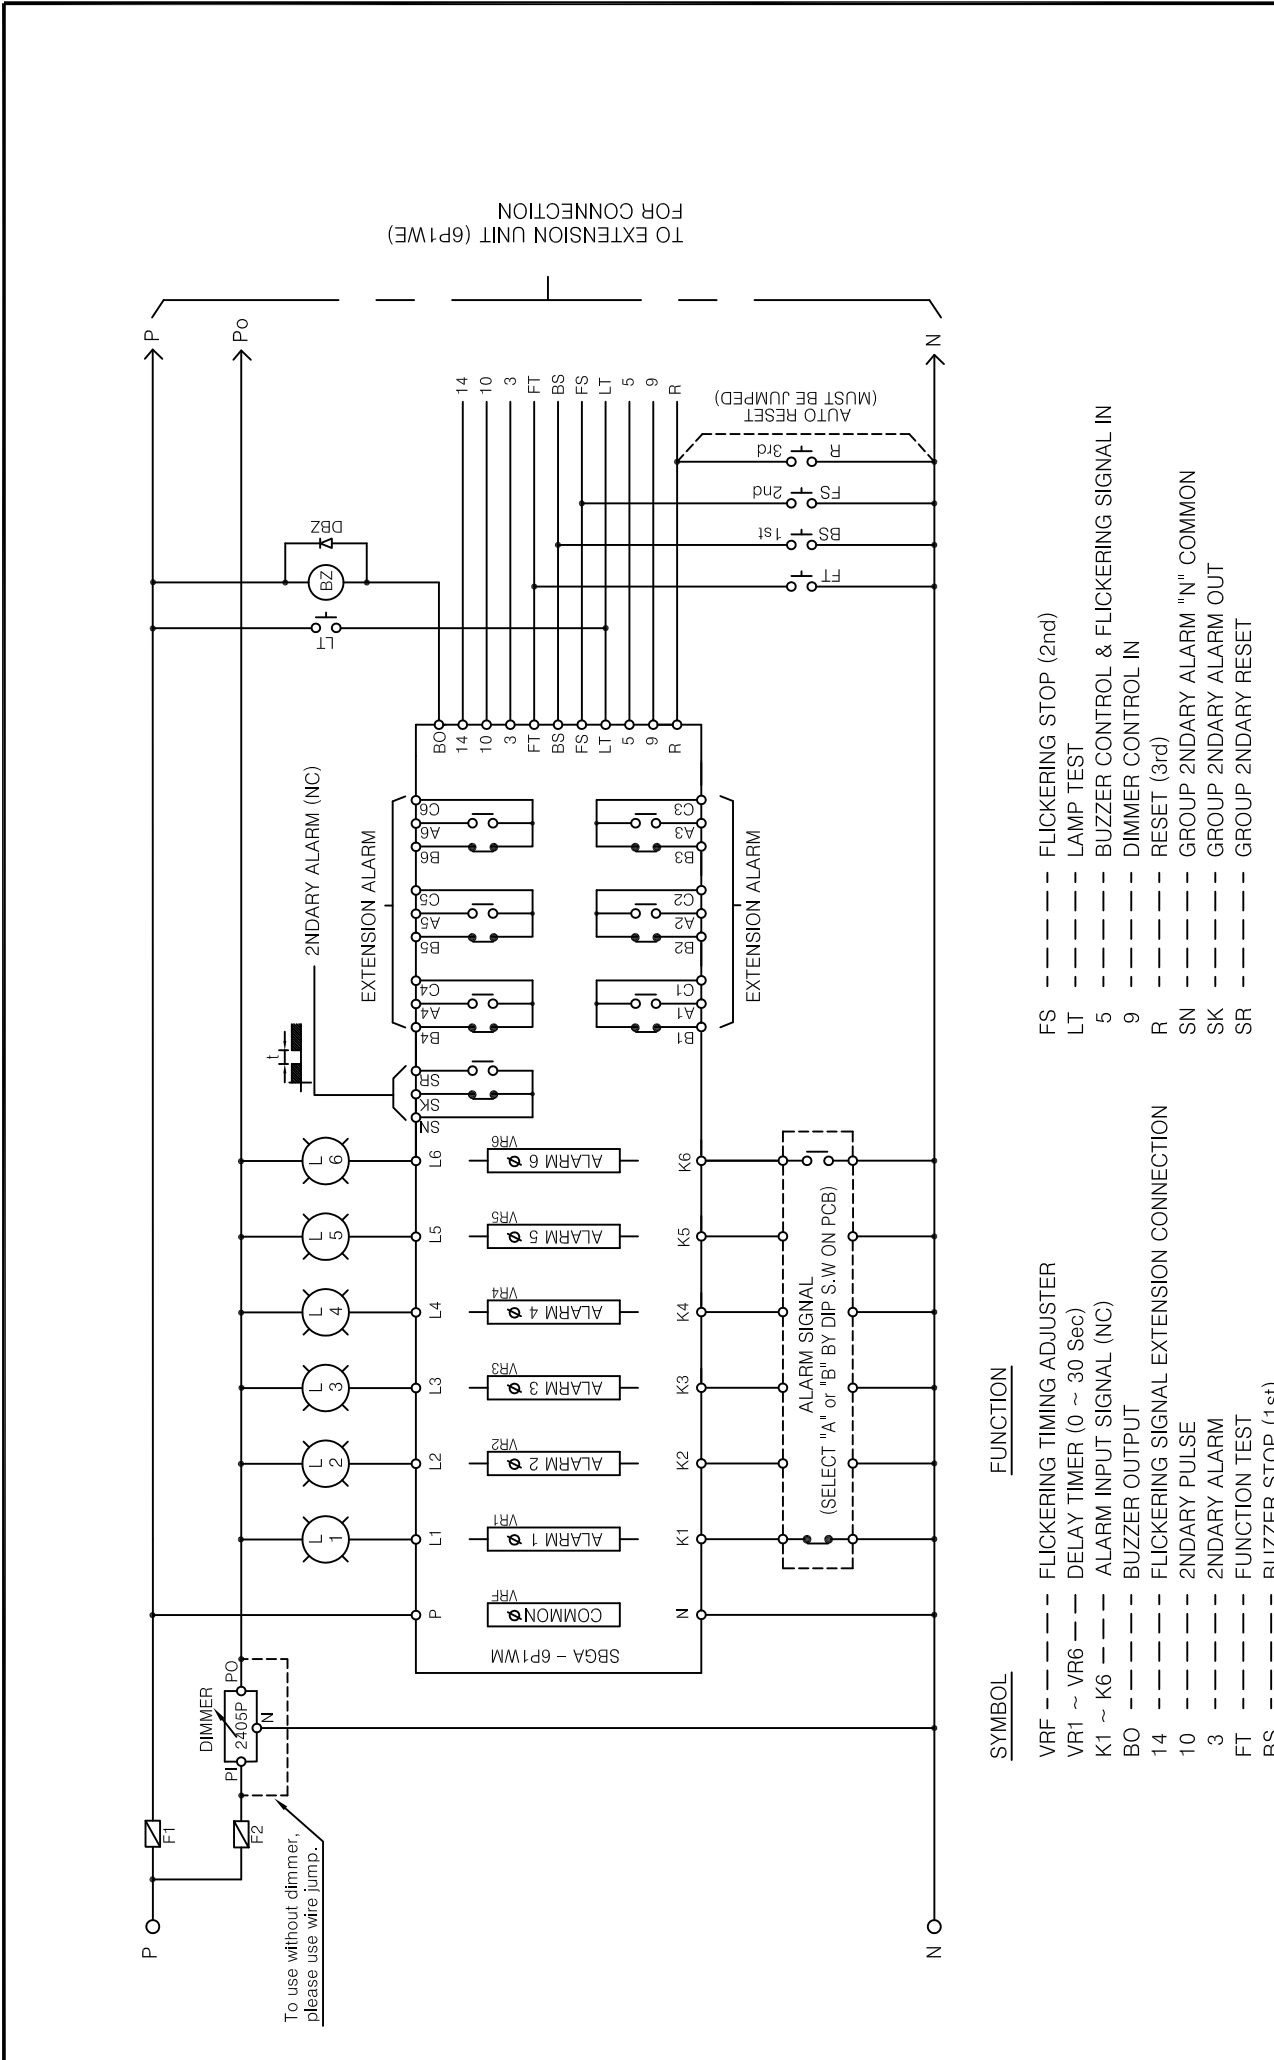 P
N
To use without dimmer,
please use wire jump.
F1
F2
DIMMER
2405P
PI
PO
N
P
Po
N
TO EXTENSION UNIT (6P1WE)
FOR CONNECTION
L 1
L 2
L 3
L 4
L 5
L 6
t
2NDARY ALARM (NC)
LT
BZ
DBZ
EXTENSION ALARM
P
L1
L2
L3
L4
L5
L6
SN
SK
SR
B4
A4
C4
B5
A5
C5
B6
A6
C6
SBGA - 6P1WM
VRF
COMMON
VR1
ALARM 1
VR2
ALARM 2
VR3
ALARM 3
VR4
ALARM 4
VR5
ALARM 5
VR6
ALARM 6
BO
14
10
3
FT
BS
FS
LT
5
9
R
14
10
3
FT
BS
FS
LT
5
9
R
N
K1
K2
K3
K4
K5
K6
B1
A1
C1
B2
A2
C2
B3
A3
C3
EXTENSION ALARM
ALARM SIGNAL
(SELECT "A" or "B" BY DIP S.W ON PCB)
FT
BS
1st
FS
2nd
R
3rd
AUTO RESET
(MUST BE JUMPED)
SYMBOL
FUNCTION
VRF - FLICKERING TIMING ADJUSTER
VR1 ~ VR6 - DELAY TIMER (0 ~ 30 Sec)
K1 ~ K6 - ALARM INPUT SIGNAL (NC)
BO - BUZZER OUTPUT
14 - FLICKERING SIGNAL EXTENSION CONNECTION
10 - 2NDARY PULSE
3 - 2NDARY ALARM
FT - FUNCTION TEST
BS - BUZZER STOP (1st)
FS - FLICKERING STOP (2nd)
LT - LAMP TEST
5 - BUZZER CONTROL & FLICKERING SIGNAL IN
9 - DIMMER CONTROL IN
R - RESET (3rd)
SN - GROUP 2NDARY ALARM "N" COMMON
SK - GROUP 2NDARY ALARM OUT
SR - GROUP 2NDARY RESET